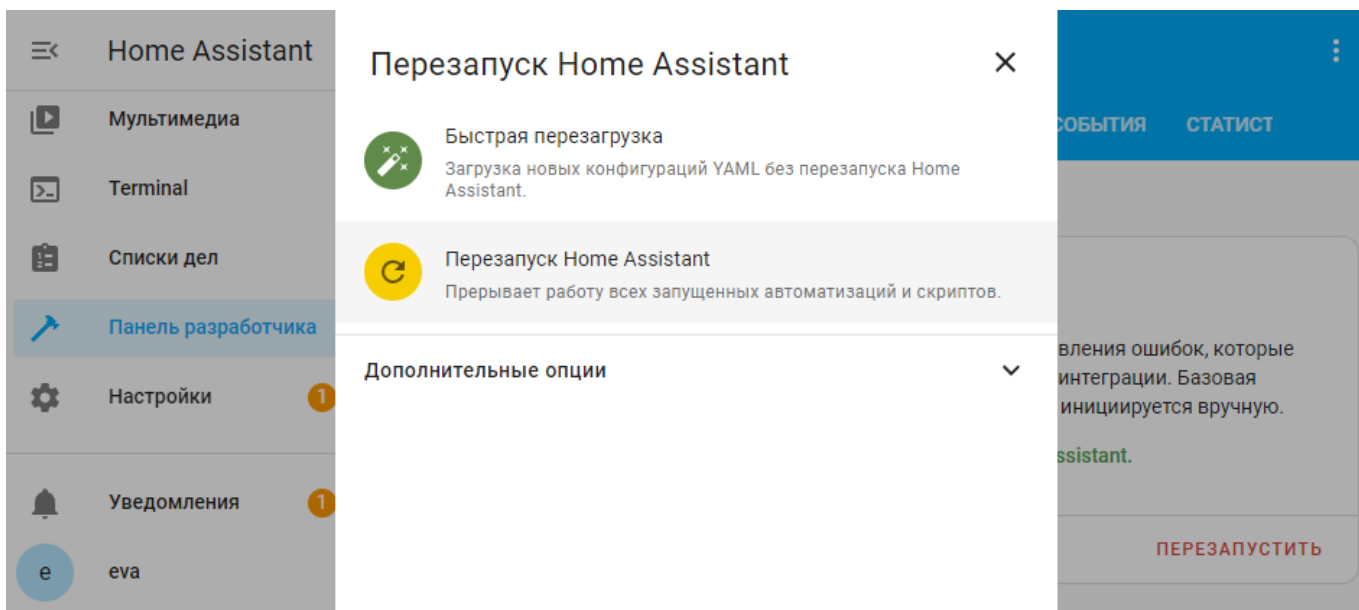 Home Assistant
Мультимедиа
Terminal
Списки дел
Панель разработчика
Настройки
1
Уведомления
1
e
eva
Перезапуск Home Assistant
Быстрая перезагрузка
Загрузка новых конфигураций YAML без перезапуска Home
Assistant.
Перезапуск Home Assistant
Прерывает работу всех запущенных автоматизаций и скриптов.
Дополнительные опции
СОБЫТИЯ СТАТИСТ
вления ошибок, которые
интеграции. Базовая
инициируется вручную.
ssistant.
ПЕРЕЗАПУСТИТЬ